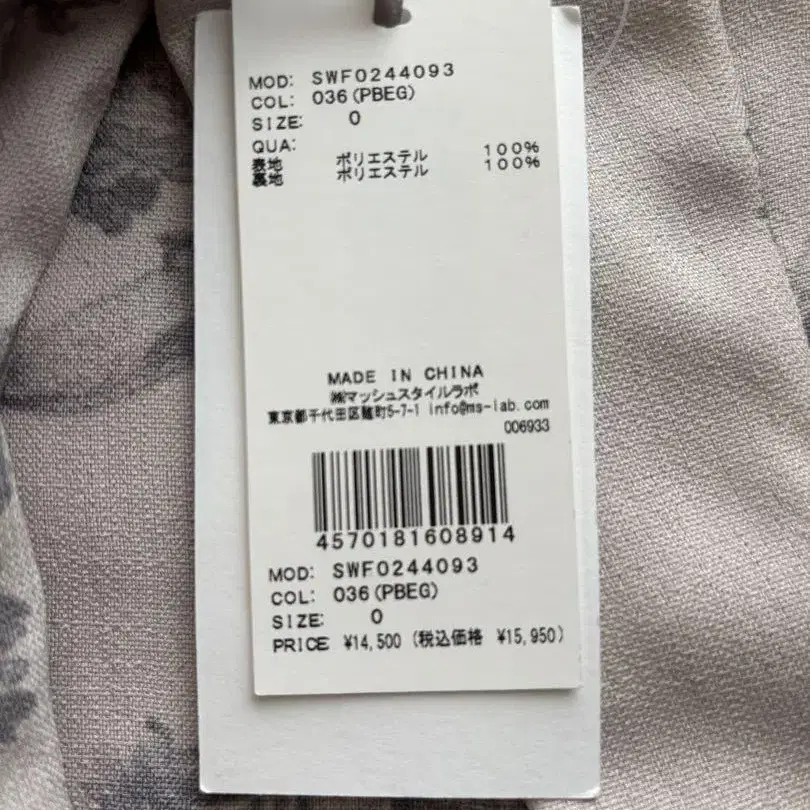 MOD: SWF0244093
COL: 036(PBEG)
SIZE: 0
QUA:
表地 ポリエステル 100%
裏地 ポリエステル 100%
MADE IN CHINA
㈱マッシュスタイルラボ
東京都千代田区麹町5-7-1 info@ms-lab.com
006933
4570181608914
MOD: SWF0244093
COL: 036(PBEG)
SIZE: 0
PRICE ¥14,500 (税込価格 ¥15,950)